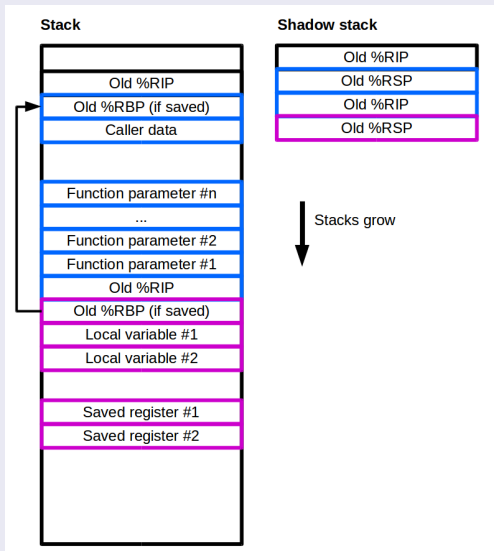 Stack
Old %RIP
Old %RBP (if saved)
Caller data
Function parameter #n
...
Function parameter #2
Function parameter #1
Old %RIP
Old %RBP (if saved)
Local variable #1
Local variable #2
Saved register #1
Saved register #2
Shadow stack
Old %RIP
Old %RSP
Old %RIP
Old %RSP
Stacks grow